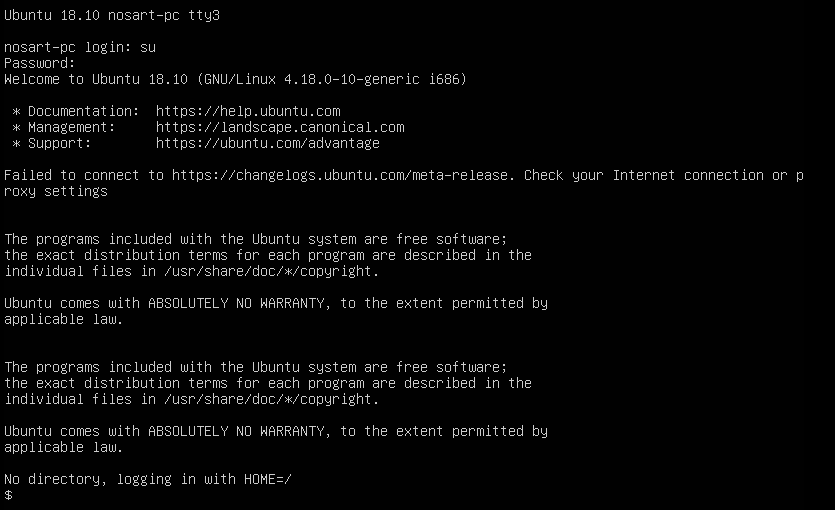 Ubuntu 18.10 nosart-pc tty3
nosart-pc login: su
Password:
Welcome to Ubuntu 18.10 (GNU/Linux 4.18.0-10-generic i686)
* Documentation:  https://help.ubuntu.com
* Management:     https://landscape.canonical.com
* Support:        https://ubuntu.com/advantage
Failed to connect to https://changelogs.ubuntu.com/meta-release. Check your Internet connection or p
roxy settings
The programs included with the Ubuntu system are free software;
the exact distribution terms for each program are described in the
individual files in /usr/share/doc/*/copyright.
Ubuntu comes with ABSOLUTELY NO WARRANTY, to the extent permitted by
applicable law.
The programs included with the Ubuntu system are free software;
the exact distribution terms for each program are described in the
individual files in /usr/share/doc/*/copyright.
Ubuntu comes with ABSOLUTELY NO WARRANTY, to the extent permitted by
applicable law.
No directory, logging in with HOME=/
$